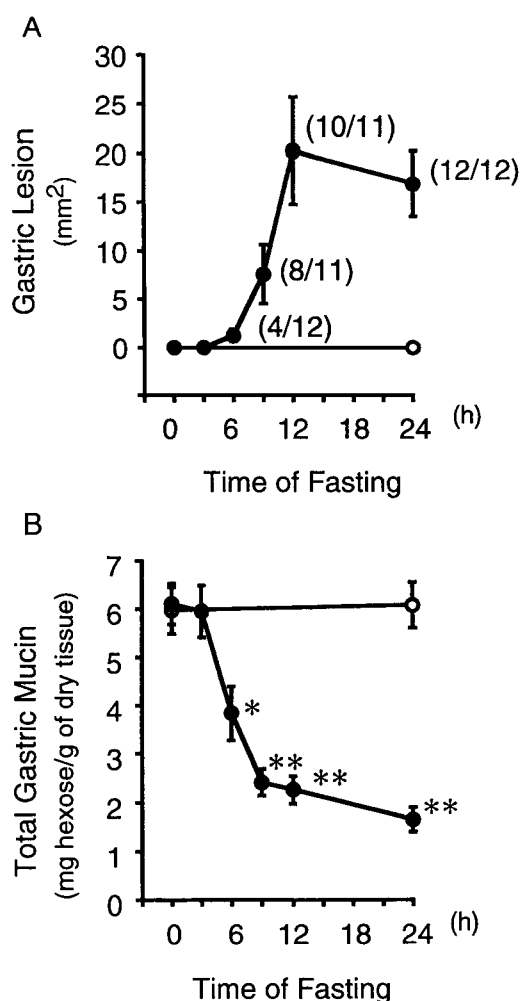 A
30
25
20
15
10
5
0
Gastric Lesion
(mm²)
(10/11)
(12/12)
(8/11)
(4/12)
0 6 12 18 24 (h)
Time of Fasting
B
7
6
5
4
3
2
1
0
Total Gastric Mucin
(mg hexose/g of dry tissue)
*
**
**
**
0 6 12 18 24 (h)
Time of Fasting